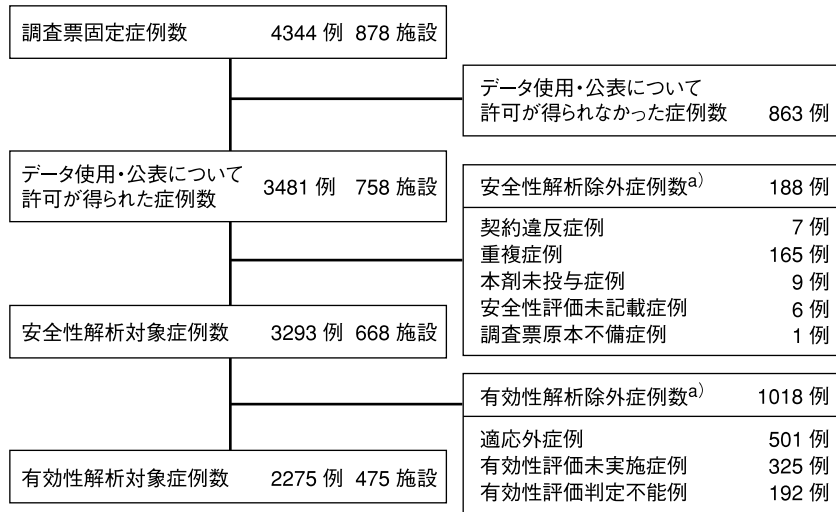 調査票固定症例数 4344 例 878 施設
データ使用・公表について
許可が得られなかった症例数 863 例
データ使用・公表について
許可が得られた症例数 3481 例 758 施設
安全性解析除外症例数a) 188 例
契約違反症例 7 例
重複症例 165 例
本剤未投与症例 9 例
安全性評価未記載症例 6 例
調査票原本不備症例 1 例
安全性解析対象症例数 3293 例 668 施設
有効性解析除外症例数a) 1018 例
適応外症例 501 例
有効性評価未実施症例 325 例
有効性評価判定不能例 192 例
有効性解析対象症例数 2275 例 475 施設